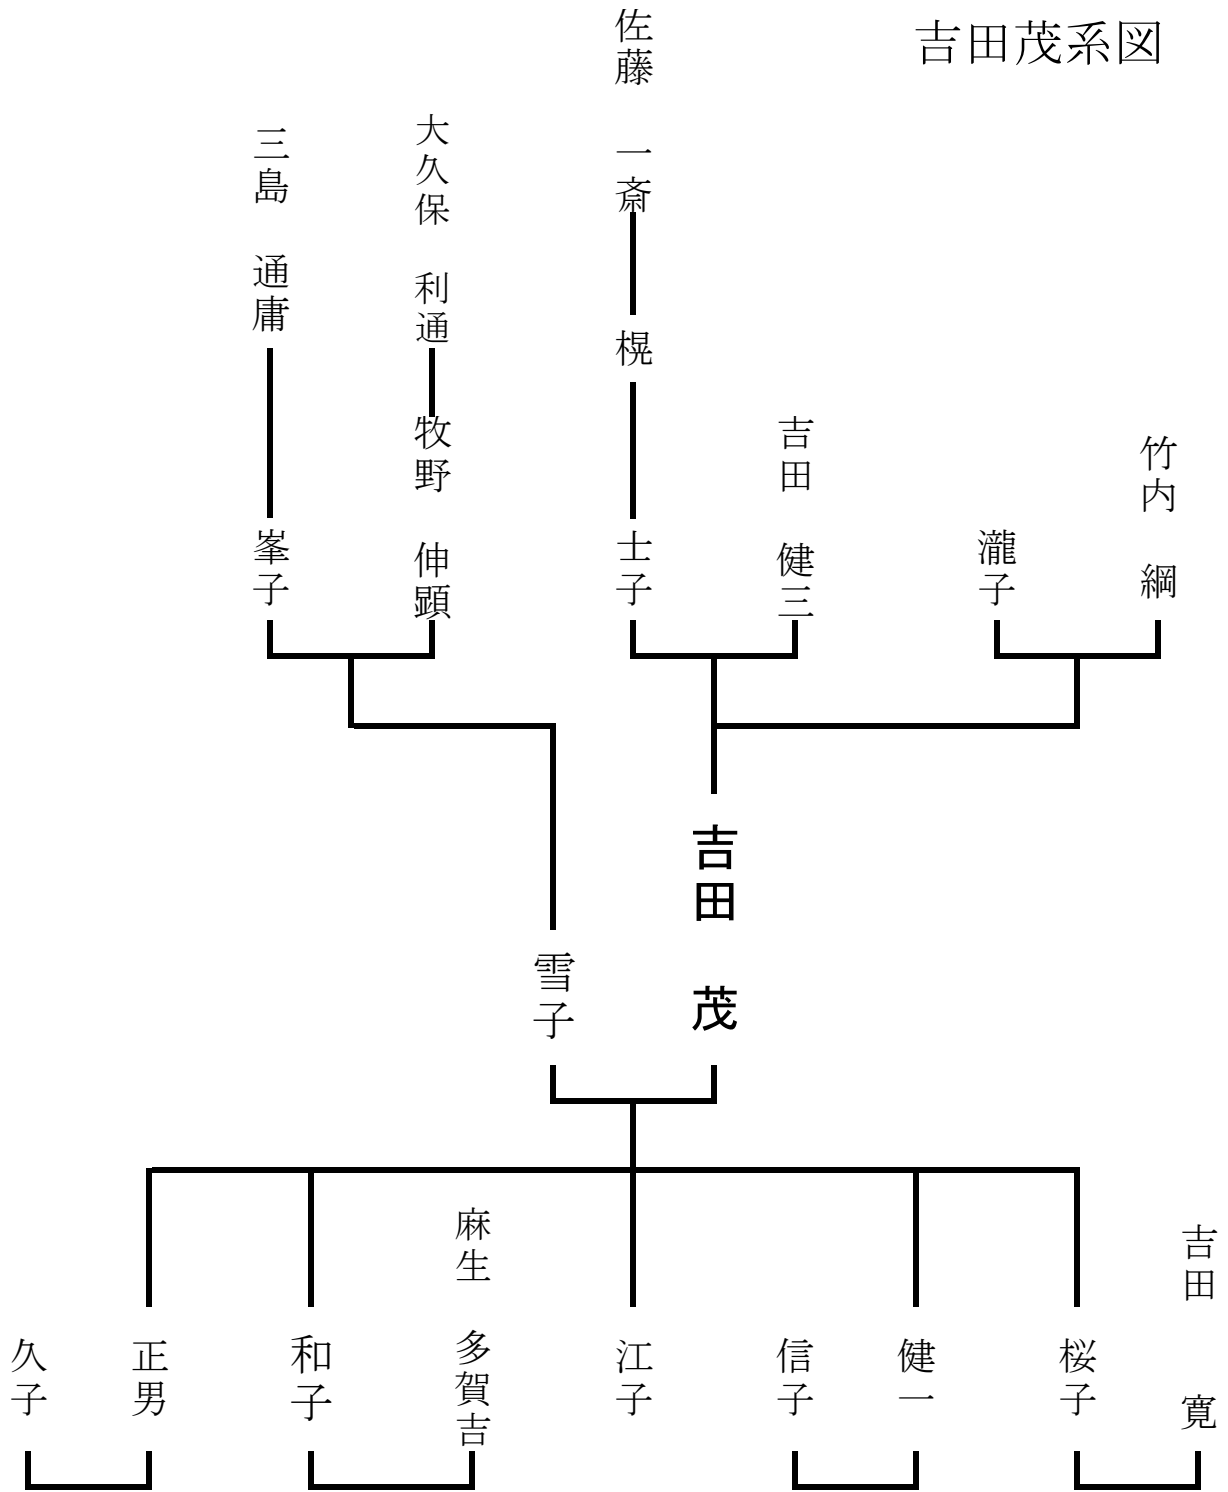 吉田茂系図
佐藤 一斎
大久保 利通
三島 通庸
榥
竹内 綱
瀧子
吉田 健三
士子
牧野 伸顕
峯子
吉田 茂
雪子
吉田 寛
桜子
健一
信子
江子
麻生 多賀吉
和子
正男
久子